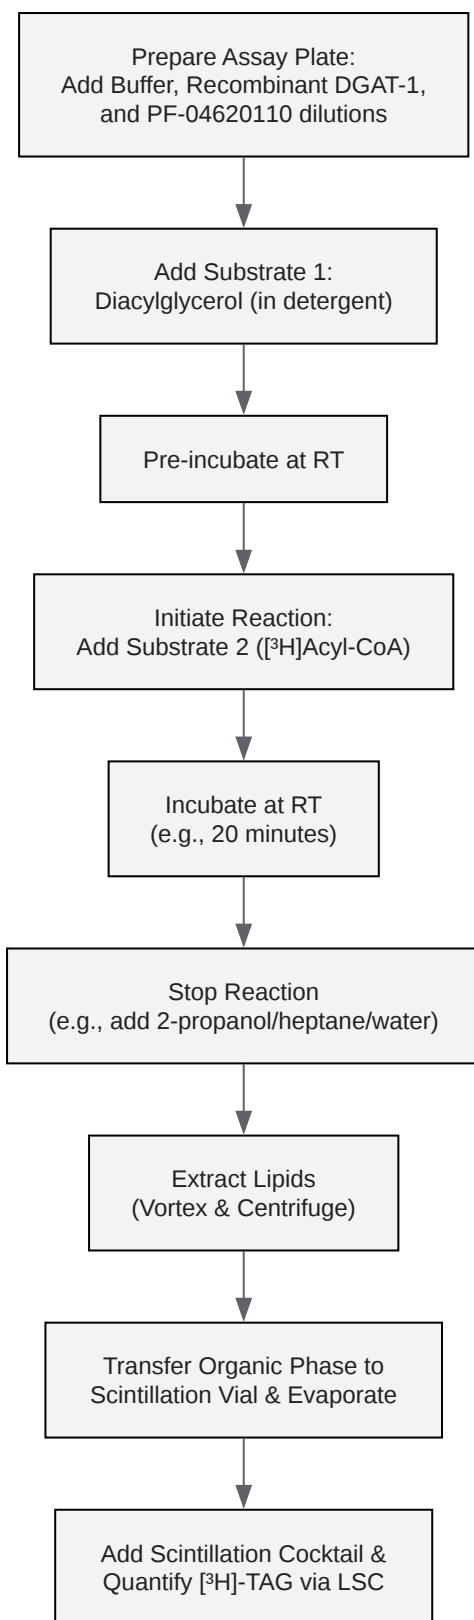 Prepare Assay Plate:
Add Buffer, Recombinant DGAT-1,
and PF-04620110 dilutions
Add Substrate 1:
Diacylglycerol (in detergent)
Pre-incubate at RT
Initiate Reaction:
Add Substrate 2 ([³H]Acyl-CoA)
Incubate at RT
(e.g., 20 minutes)
Stop Reaction
(e.g., add 2-propanol/heptane/water)
Extract Lipids
(Vortex & Centrifuge)
Transfer Organic Phase to
Scintillation Vial & Evaporate
Add Scintillation Cocktail &
Quantify [³H]-TAG via LSC